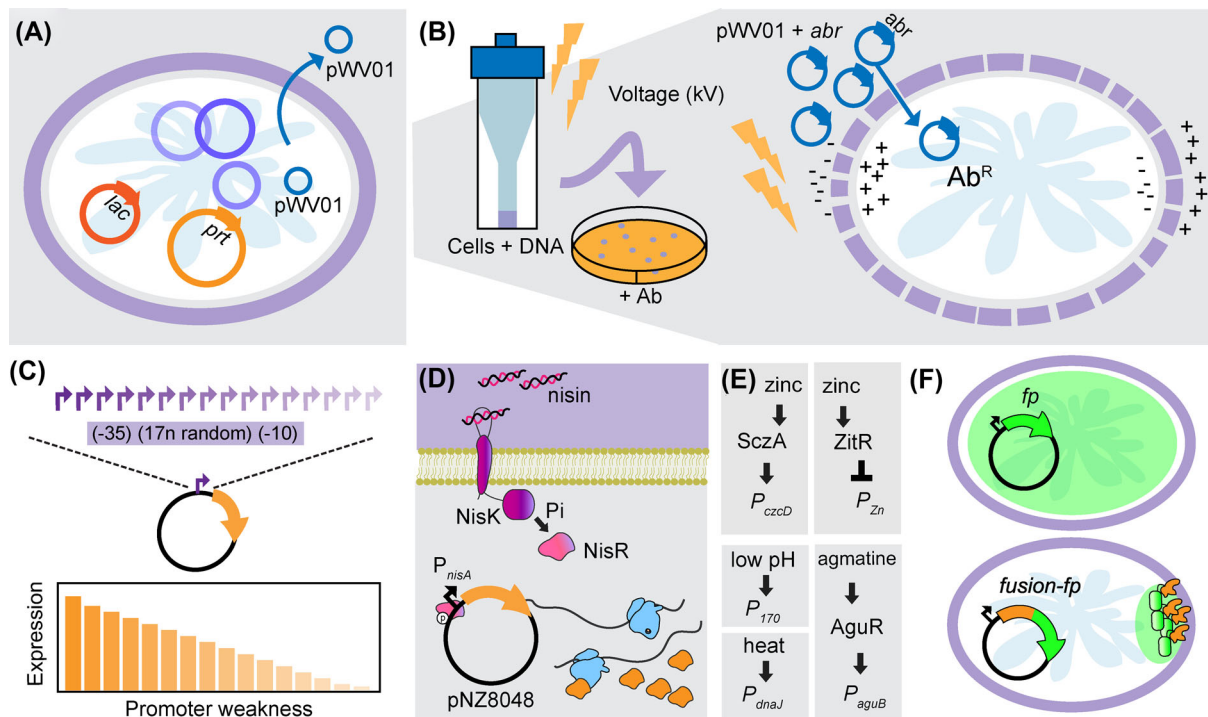 (A)
pWV01
pWV01
lac
prt
(B)
Voltage (kV)
Cells + DNA
+ Ab
pWV01 + abr
abr
Ab^R
- - - - - - -
+ + + + + + +
- - - - - - -
+ + + + + + +
(C)
(-35) (17n random) (-10)
Expression
Promoter weakness
(D)
nisin
NisK
Pi
NisR
P_nisA
p
pNZ8048
(E)
zinc
SczA
P_czcD
zinc
ZitR
P_Zn
low pH
P_170
heat
P_dnaJ
agmatine
AguR
P_aguB
(F)
fp
fusion-fp